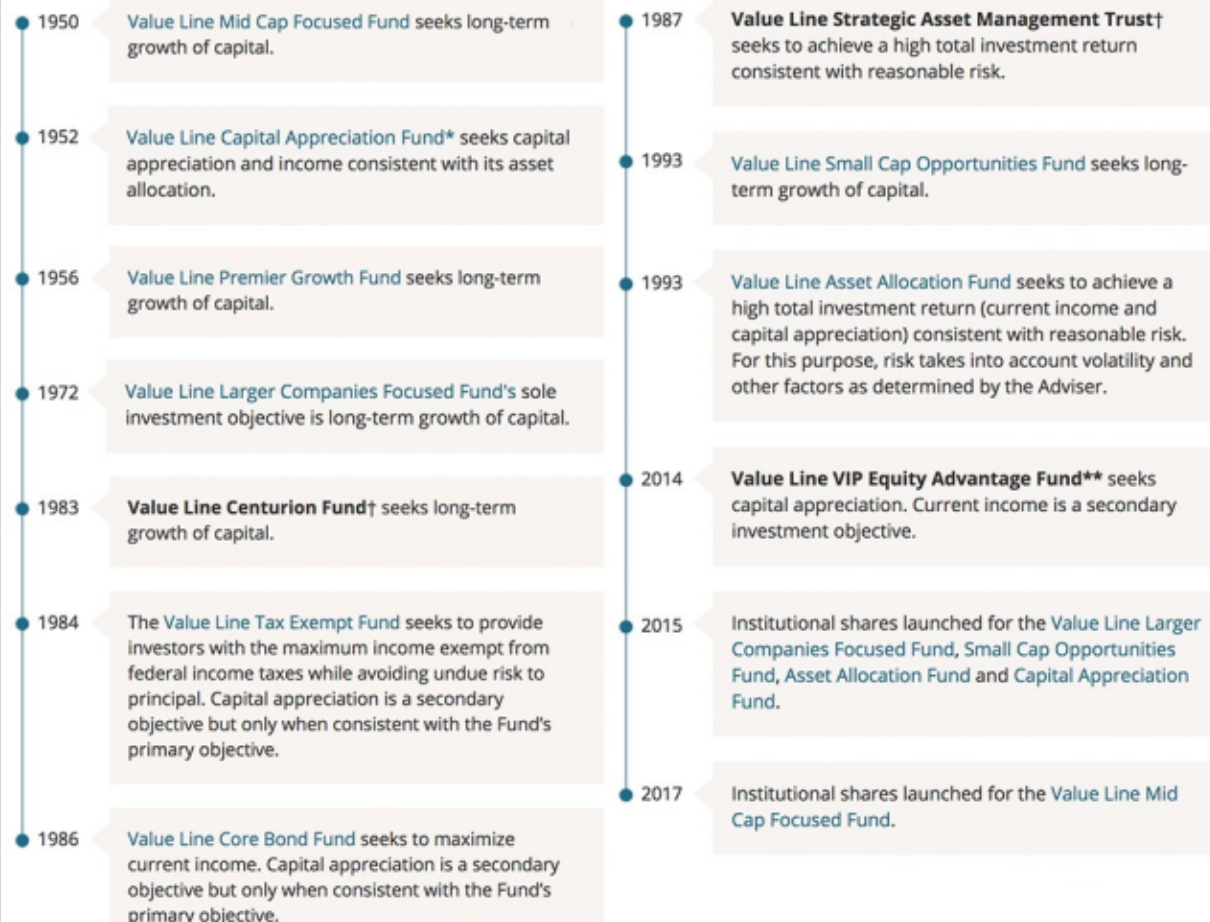 1950
Value Line Mid Cap Focused Fund seeks long-term
growth of capital.
1952
Value Line Capital Appreciation Fund* seeks capital
appreciation and income consistent with its asset
allocation.
1956
Value Line Premier Growth Fund seeks long-term
growth of capital.
1972
Value Line Larger Companies Focused Fund's sole
investment objective is long-term growth of capital.
1983
Value Line Centurion Fund† seeks long-term
growth of capital.
1984
The Value Line Tax Exempt Fund seeks to provide
investors with the maximum income exempt from
federal income taxes while avoiding undue risk to
principal. Capital appreciation is a secondary
objective but only when consistent with the Fund's
primary objective.
1986
Value Line Core Bond Fund seeks to maximize
current income. Capital appreciation is a secondary
objective but only when consistent with the Fund's
primary objective.
1987
Value Line Strategic Asset Management Trust†
seeks to achieve a high total investment return
consistent with reasonable risk.
1993
Value Line Small Cap Opportunities Fund seeks long-
term growth of capital.
1993
Value Line Asset Allocation Fund seeks to achieve a
high total investment return (current income and
capital appreciation) consistent with reasonable risk.
For this purpose, risk takes into account volatility and
other factors as determined by the Adviser.
2014
Value Line VIP Equity Advantage Fund** seeks
capital appreciation. Current income is a secondary
investment objective.
2015
Institutional shares launched for the Value Line Larger
Companies Focused Fund, Small Cap Opportunities
Fund, Asset Allocation Fund and Capital Appreciation
Fund.
2017
Institutional shares launched for the Value Line Mid
Cap Focused Fund.